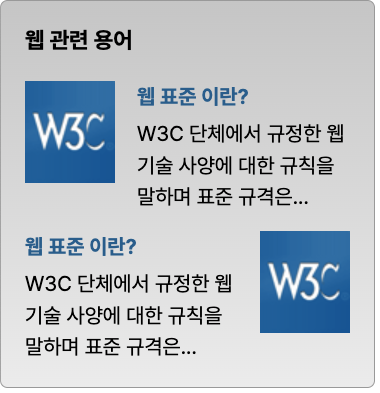 웹 관련 용어
W3C
웹 표준 이란?
W3C 단체에서 규정한 웹
기술 사양에 대한 규칙을
말하며 표준 규격은...
웹 표준 이란?
W3C 단체에서 규정한 웹
기술 사양에 대한 규칙을
말하며 표준 규격은...
W3C